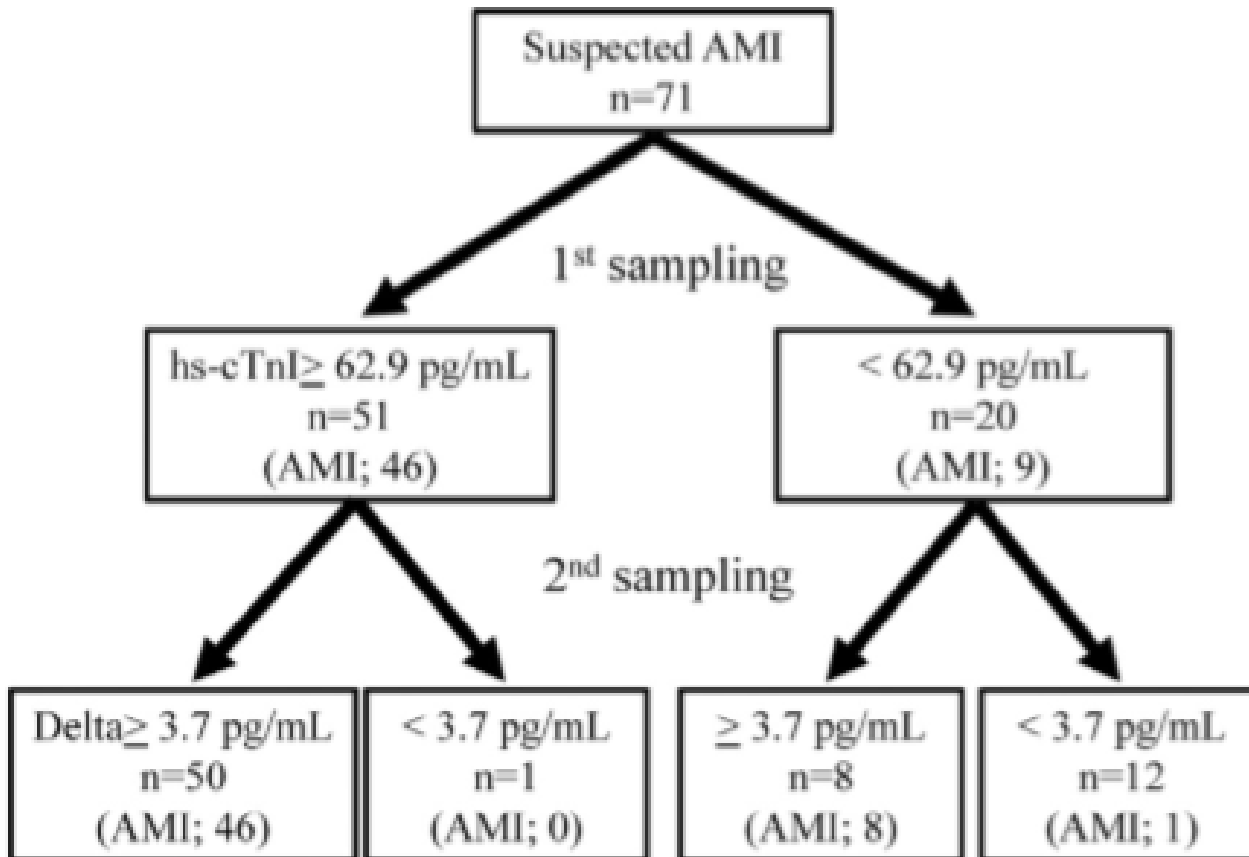 Suspected AMI
n=71
1st sampling
hs-cTnI≥ 62.9 pg/mL
n=51
(AMI; 46)
< 62.9 pg/mL
n=20
(AMI; 9)
2nd sampling
Delta≥ 3.7 pg/mL
n=50
(AMI; 46)
< 3.7 pg/mL
n=1
(AMI; 0)
≥ 3.7 pg/mL
n=8
(AMI; 8)
< 3.7 pg/mL
n=12
(AMI; 1)